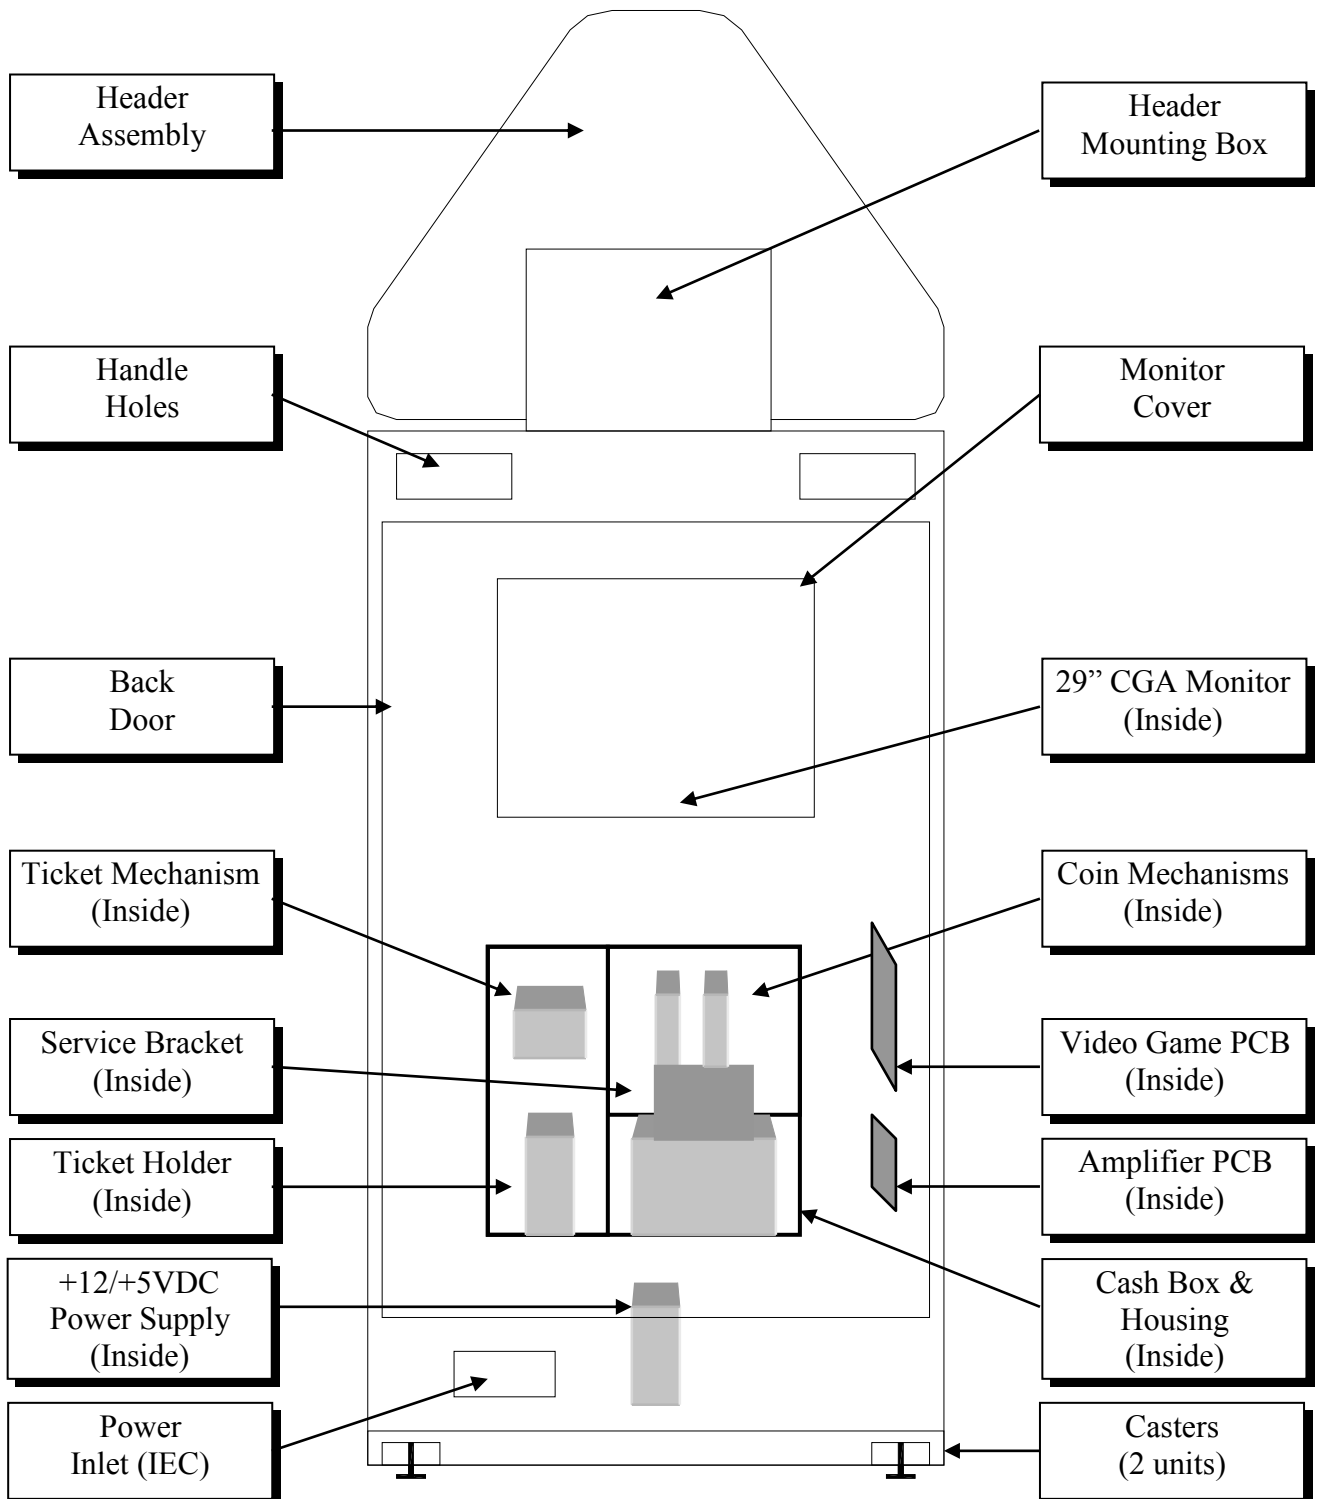 Header
Assembly
Header
Mounting Box
Handle
Holes
Monitor
Cover
Back
Door
29” CGA Monitor
(Inside)
Ticket Mechanism
(Inside)
Coin Mechanisms
(Inside)
Service Bracket
(Inside)
Video Game PCB
(Inside)
Ticket Holder
(Inside)
Amplifier PCB
(Inside)
+12/+5VDC
Power Supply
(Inside)
Cash Box &
Housing
(Inside)
Power
Inlet (IEC)
Casters
(2 units)